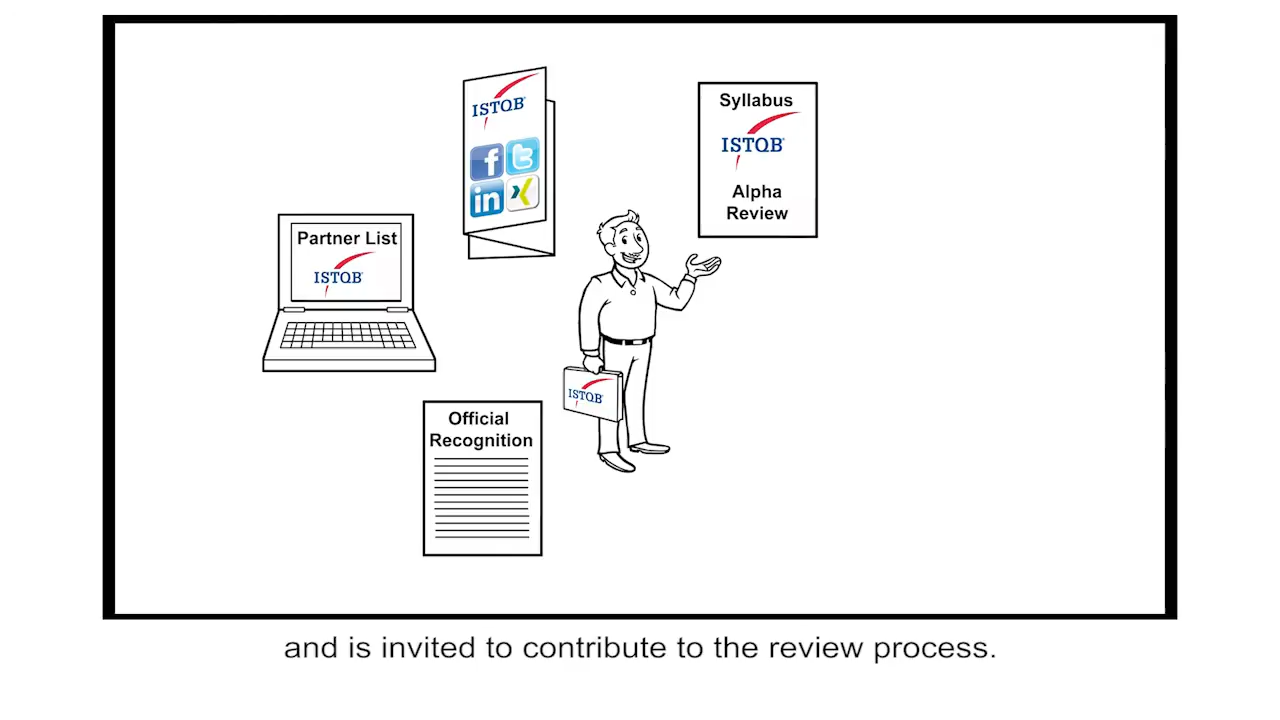 ISTQB®
f
t
in
Syllabus
ISTQB®
Alpha
Review
Partner List
ISTQB®
ISTQB®
Official
Recognition
and is invited to contribute to the review process.